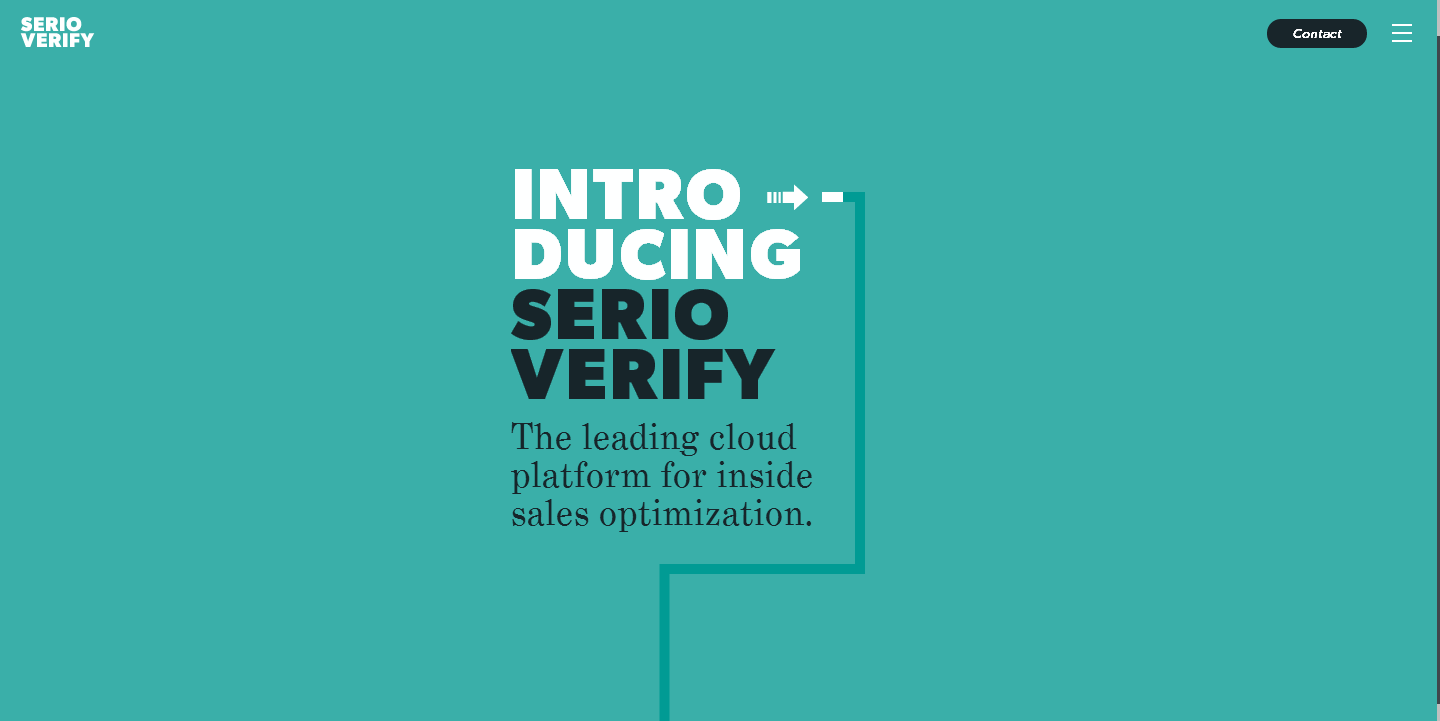 SERIO
VERIFY
Contact
INTRO
DUCING
SERIO
VERIFY
The leading cloud
platform for inside
sales optimization.